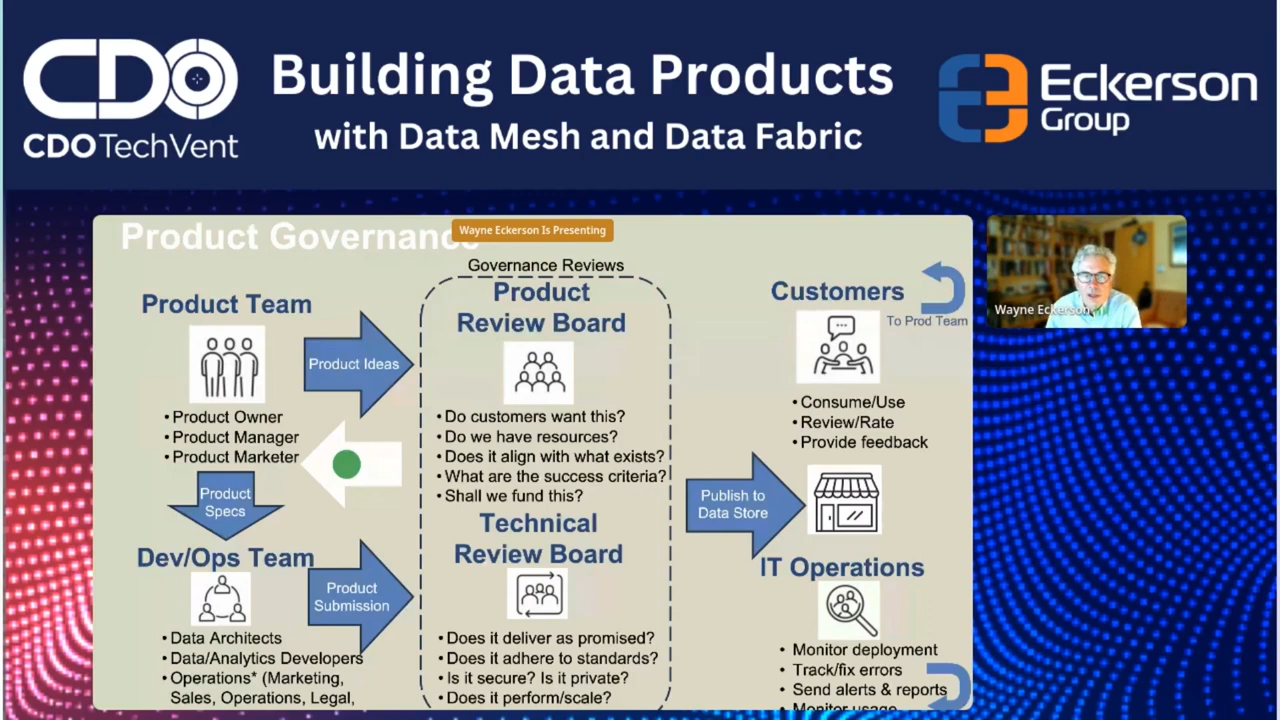 CDO
CDO TechVent
Building Data Products
with Data Mesh and Data Fabric
Eckerson
Group
Product Governance
Wayne Eckerson Is Presenting
Product Team
Product Ideas
• Product Owner
• Product Manager
• Product Marketer
Product
Specs
Dev/Ops Team
Product
Submission
• Data Architects
• Data/Analytics Developers
• Operations* (Marketing,
Sales, Operations, Legal,
Governance Reviews
Product
Review Board
• Do customers want this?
• Do we have resources?
• Does it align with what exists?
• What are the success criteria?
• Shall we fund this?
Technical
Review Board
• Does it deliver as promised?
• Does it adhere to standards?
• Is it secure? Is it private?
• Does it perform/scale?
Publish to
Data Store
Customers
To Prod Team
• Consume/Use
• Review/Rate
• Provide feedback
IT Operations
• Monitor deployment
• Track/fix errors
• Send alerts & reports
• Monitor usage
Wayne Eckerson